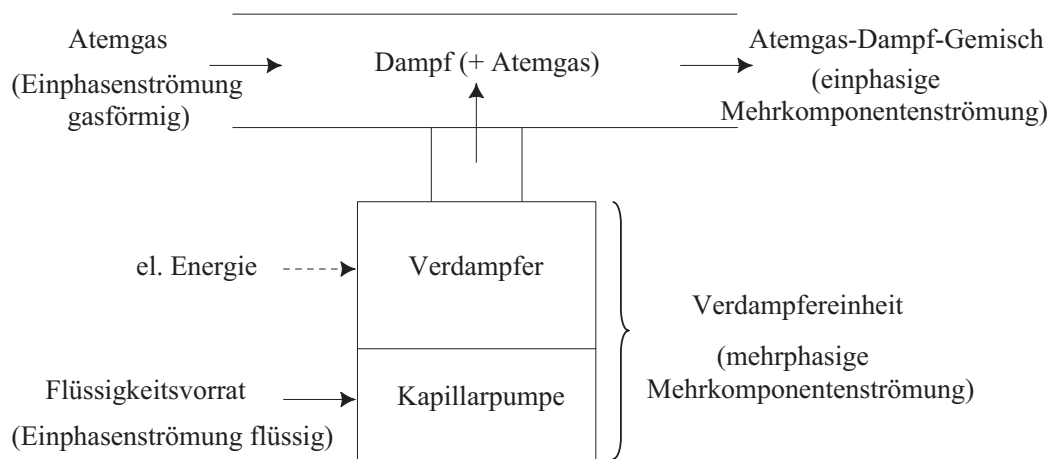 Atemgas
(Einphasenströmung
gasförmig)
Dampf (+ Atemgas)
Atemgas-Dampf-Gemisch
(einphasige
Mehrkomponentenströmung)
el. Energie
Verdampfer
Verdampfereinheit
(mehrphasige
Mehrkomponentenströmung)
Flüssigkeitsvorrat
(Einphasenströmung flüssig)
Kapillarpumpe